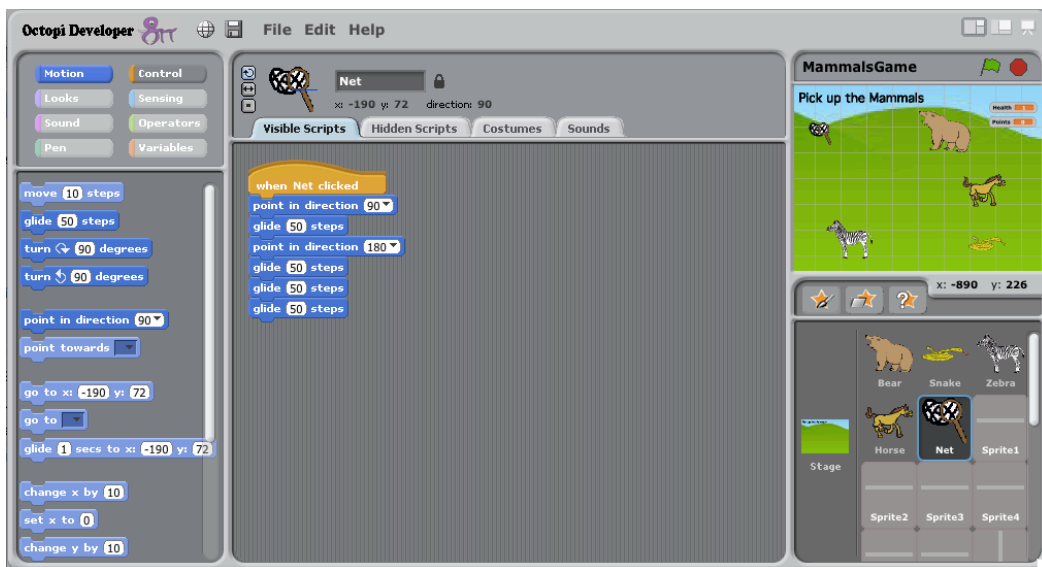 Octopi Developer
File Edit Help
Motion Control
Looks Sensing
Sound Operators
Pen Variables
move 10 steps
glide 50 steps
turn 90 degrees
turn 90 degrees
point in direction 90
point towards
go to x: -190 y: 72
go to
glide 1 secs to x: -190 y: 72
change x by 10
set x to 0
change y by 10
Net
x: -190 y: 72 direction: 90
Visible Scripts Hidden Scripts Costumes Sounds
when Net clicked
point in direction 90
glide 50 steps
point in direction 180
glide 50 steps
glide 50 steps
glide 50 steps
MammalsGame
Pick up the Mammals
Health
Points
x: -890 y: 226
Bear Snake Zebra
Horse Net Sprite1
Stage
Sprite2 Sprite3 Sprite4